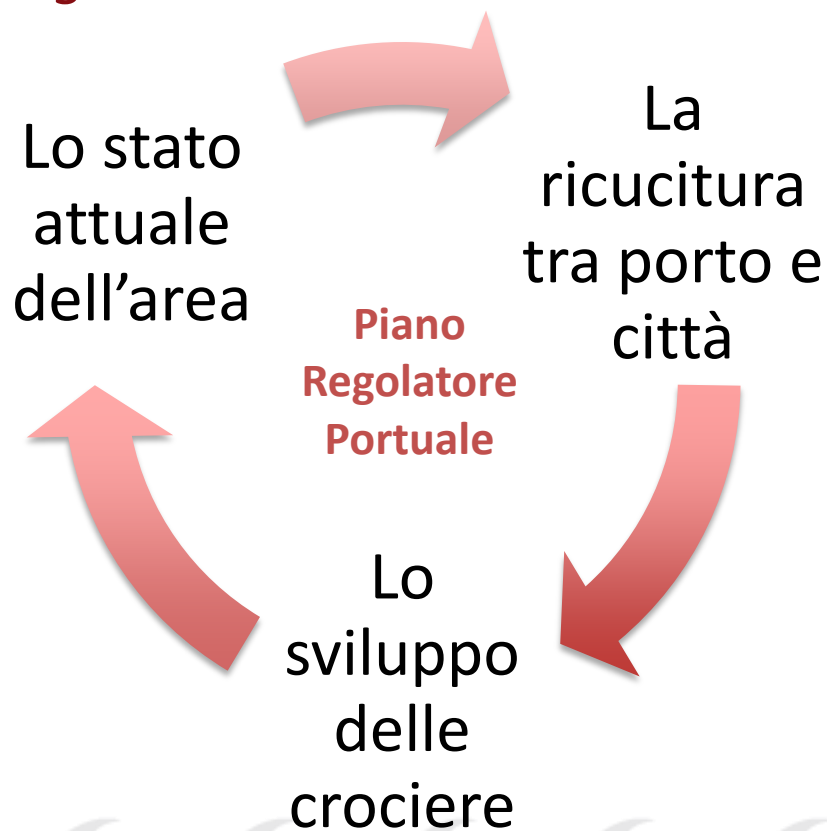 Lo stato
attuale
dell’area
La
ricucitura
tra porto e
città
Piano
Regolatore
Portuale
Lo
sviluppo
delle
crociere